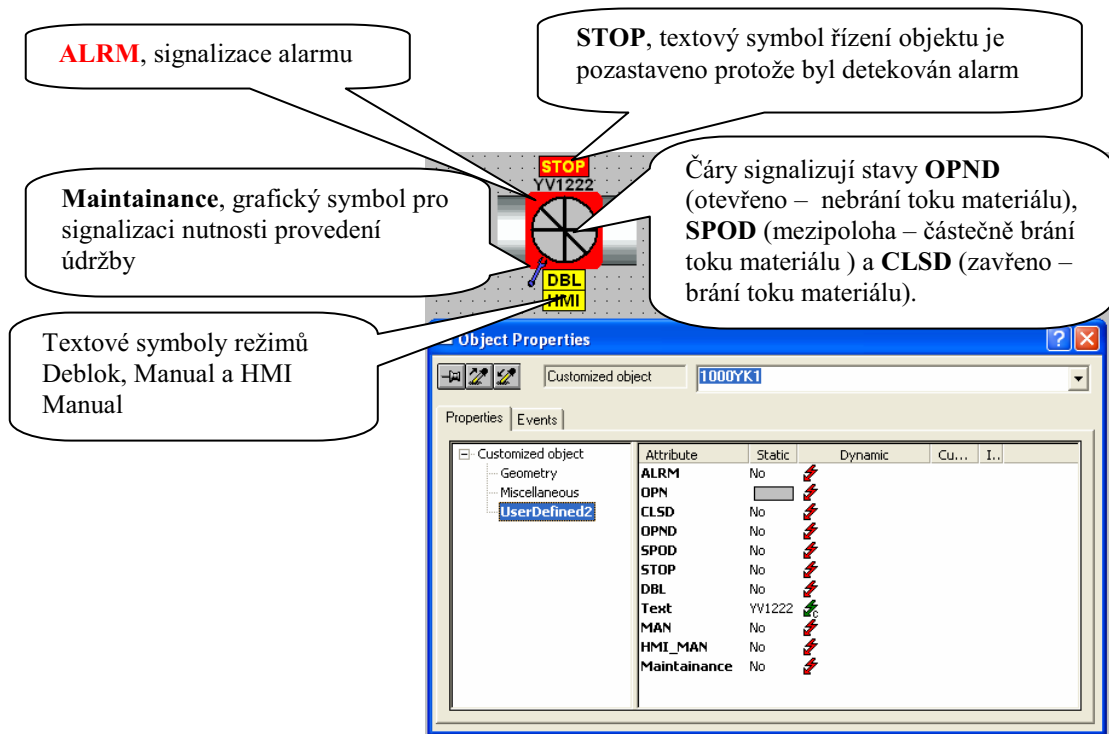 ALRM, signalizace alarmu
STOP, textový symbol řízení objektu je
pozastaveno protože byl detekován alarm
STOP
YV1222
Maintainance, grafický symbol pro
signalizaci nutnosti provedení
údržby
Čáry signalizují stavy OPND
(otevřeno – nebrání toku materiálu),
SPOD (mezipoloha – částečně brání
toku materiálu ) a CLSD (zavřeno –
brání toku materiálu).
DBL
HMI
Textové symboly režimů
Deblok, Manual a HMI
Manual
Object Properties
Customized object 1000YK1
Properties Events
Customized object
Geometry
Miscellaneous
UserDefined2
Attribute Static Dynamic Cu... I..
ALRM No
OPN
CLSD No
OPND No
SPOD No
STOP No
DBL No
Text YV1222
MAN No
HMI_MAN No
Maintainance No